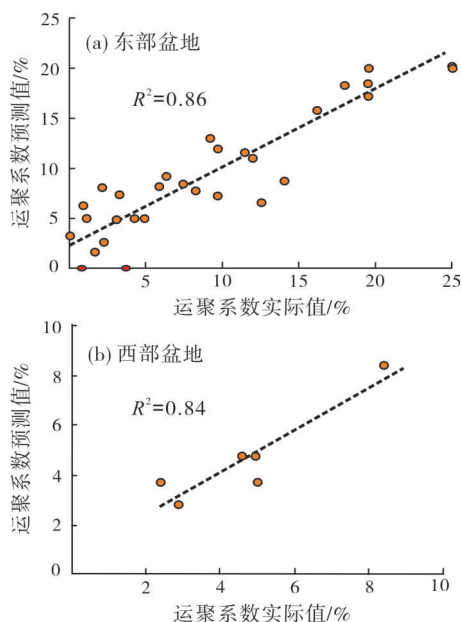 25
(a) 东部盆地
20
R²=0.86
15
10
5
0
5 10 15 20 25
运聚系数预测值/%
运聚系数实际值/%
10
(b) 西部盆地
8
R²=0.84
6
4
2
0
2 4 6 8 10
运聚系数预测值/%
运聚系数实际值/%